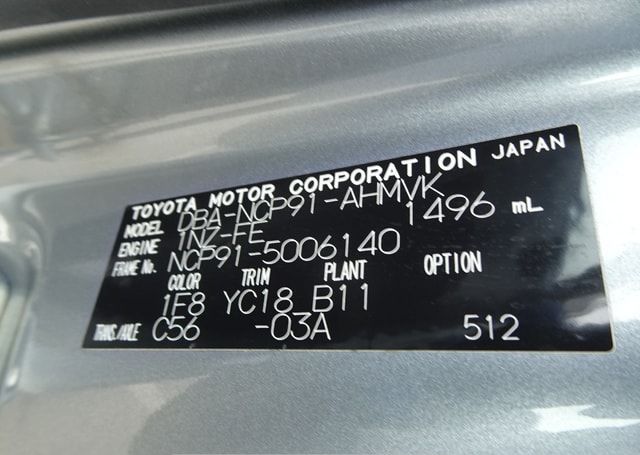 TOYOTA MOTOR CORPORATION JAPAN
MODEL DBA-NCP91-AHMVK
ENGINE 1NZ-FE 1496 mL
FRAME No. NCP91-5006140
COLOR TRIM PLANT OPTION
1F8 YC18 B11
TRANS./AXLE C56 -03A 512